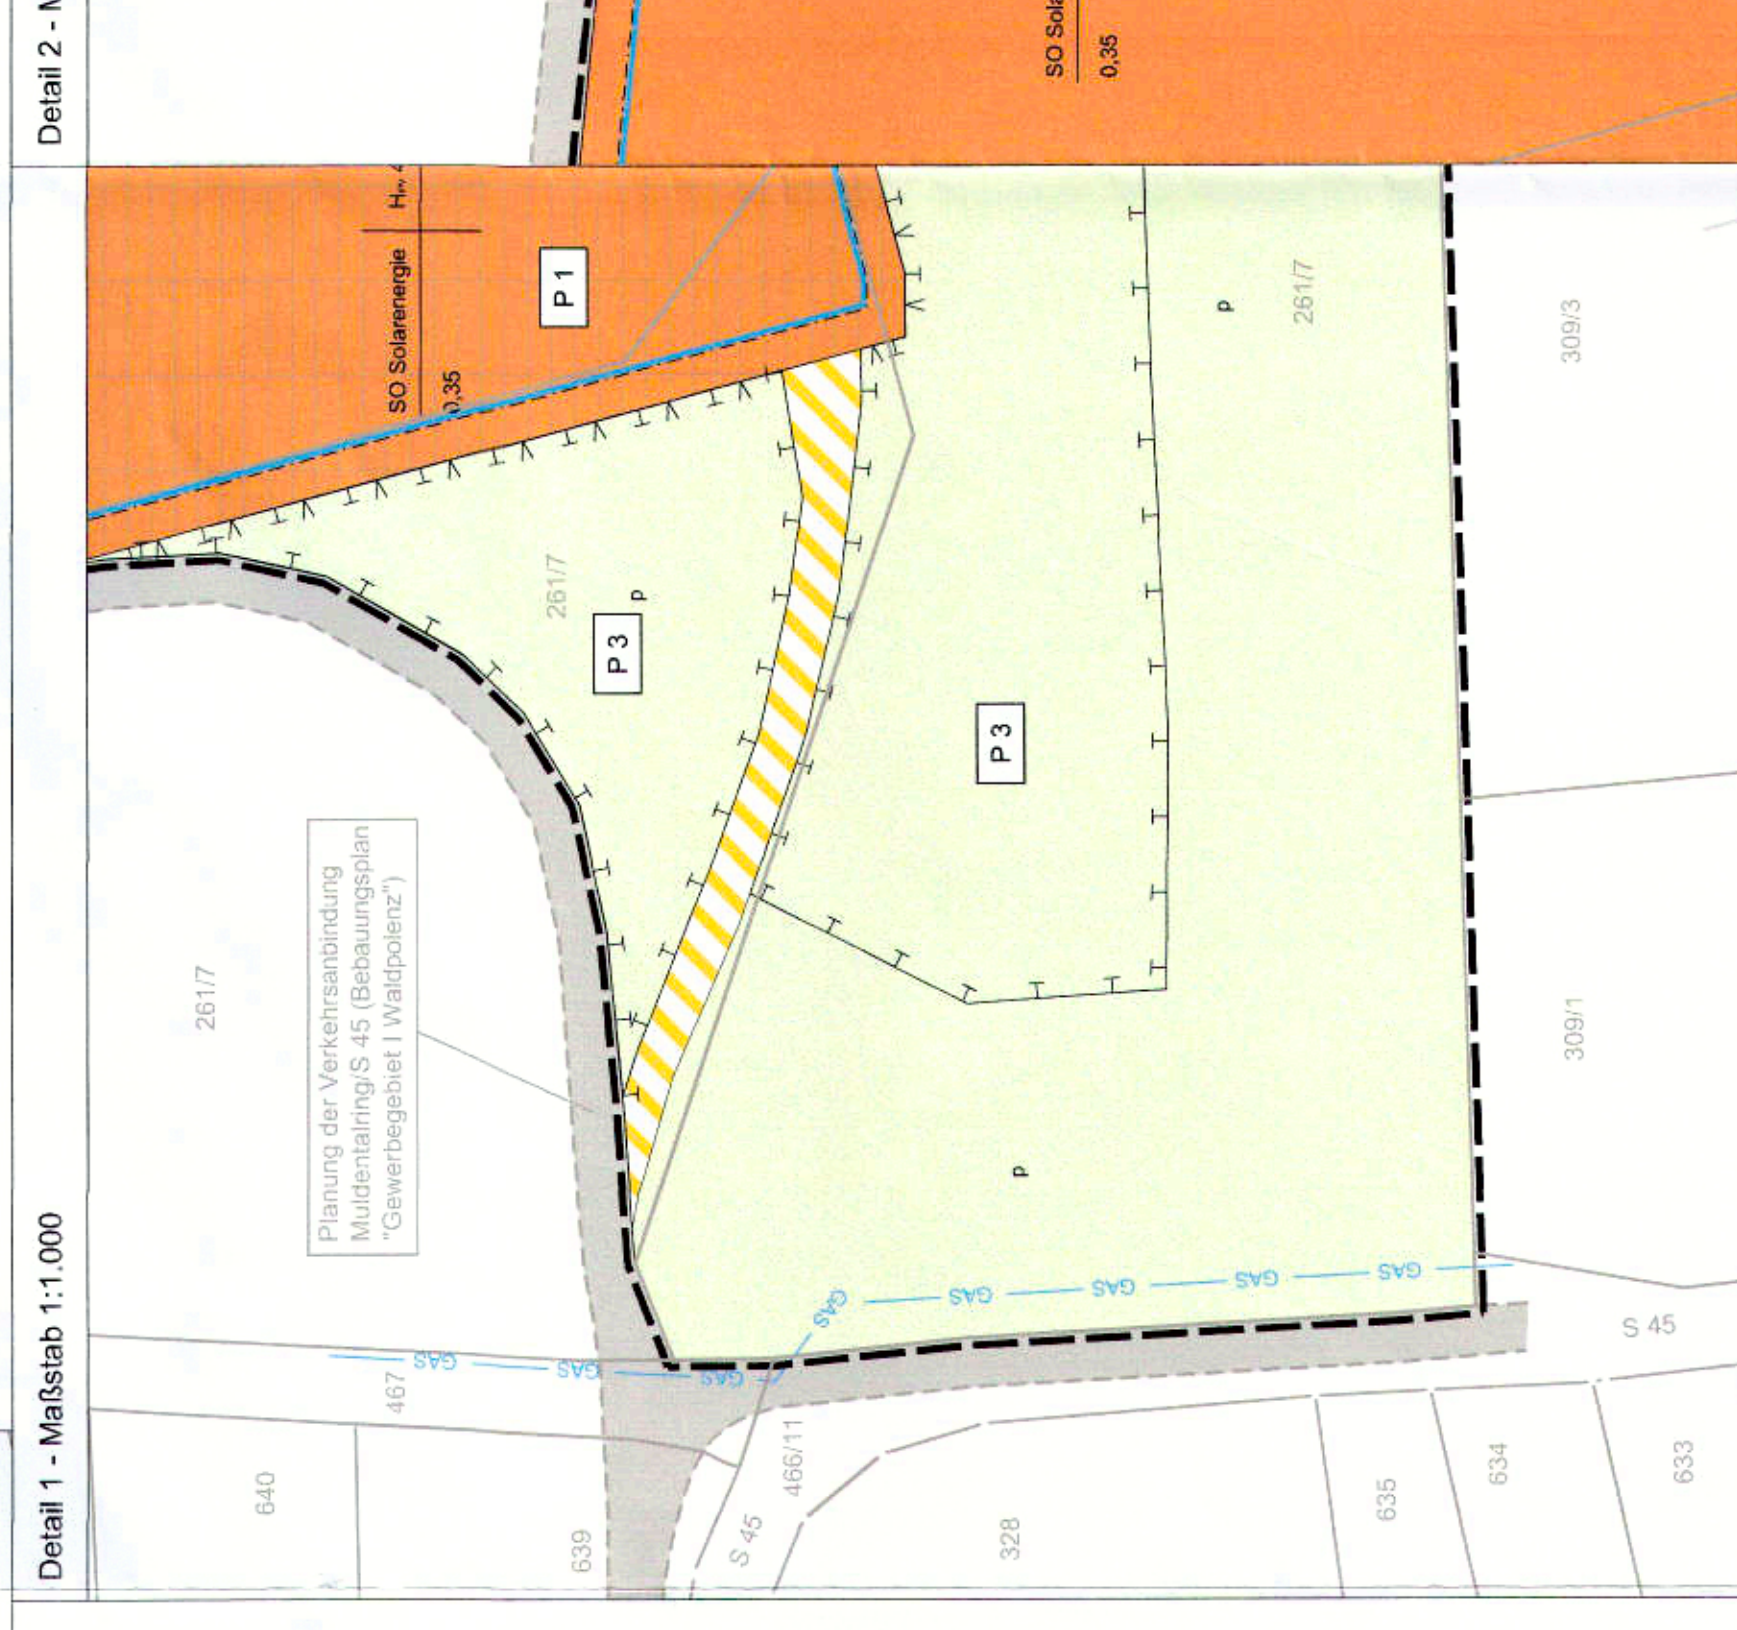 Detail 1 - Maßstab 1:1.000
Detail 2 -
261/7
Planung der Verkehrsanbindung
Muldentalring/S 45 (Bebauungsplan
"Gewerbegebiet I Waldpolenz")
SO Solarenergie
0,35
P 1
SO
0,35
261/7
P 3
p
P 3
p
261/7
p
309/3
309/1
GAS
GAS
GAS
GAS
GAS
GAS
GAS
GAS
467
640
639
S 45
466/11
328
635
634
633
S 45